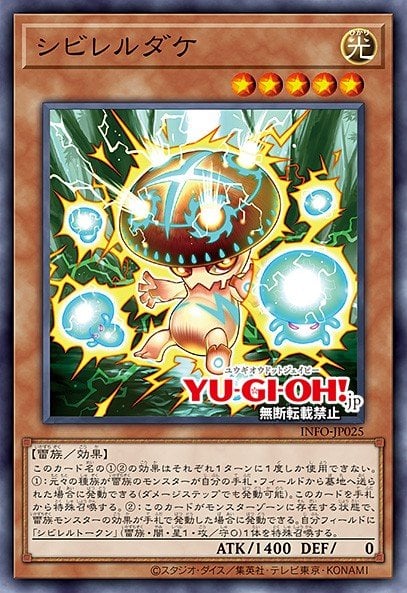 シビレルダケ
ひかり
光
ユウギオウドットジェイピー
YU-GI-OH!.jp
無断転載禁止
INFO-JP025
【雷族／効果】
このカード名の①②の効果はそれぞれ1ターンに1度しか使用できない。
①：元々の種族が雷族のモンスターが自分の手札・フィールドから墓地へ送ら
れた場合に発動できる(ダメージステップでも発動可能)。このカードを手札
から特殊召喚する。②：このカードがモンスターゾーンに存在する状態で、
雷族モンスターの効果が手札で発動した場合に発動できる。自分フィールドに
「シビレルトークン」(雷族・闇・星1・攻／守0)1体を特殊召喚する。
ATK/1400 DEF/ 0
©スタジオ・ダイス／集英社・テレビ東京・KONAMI